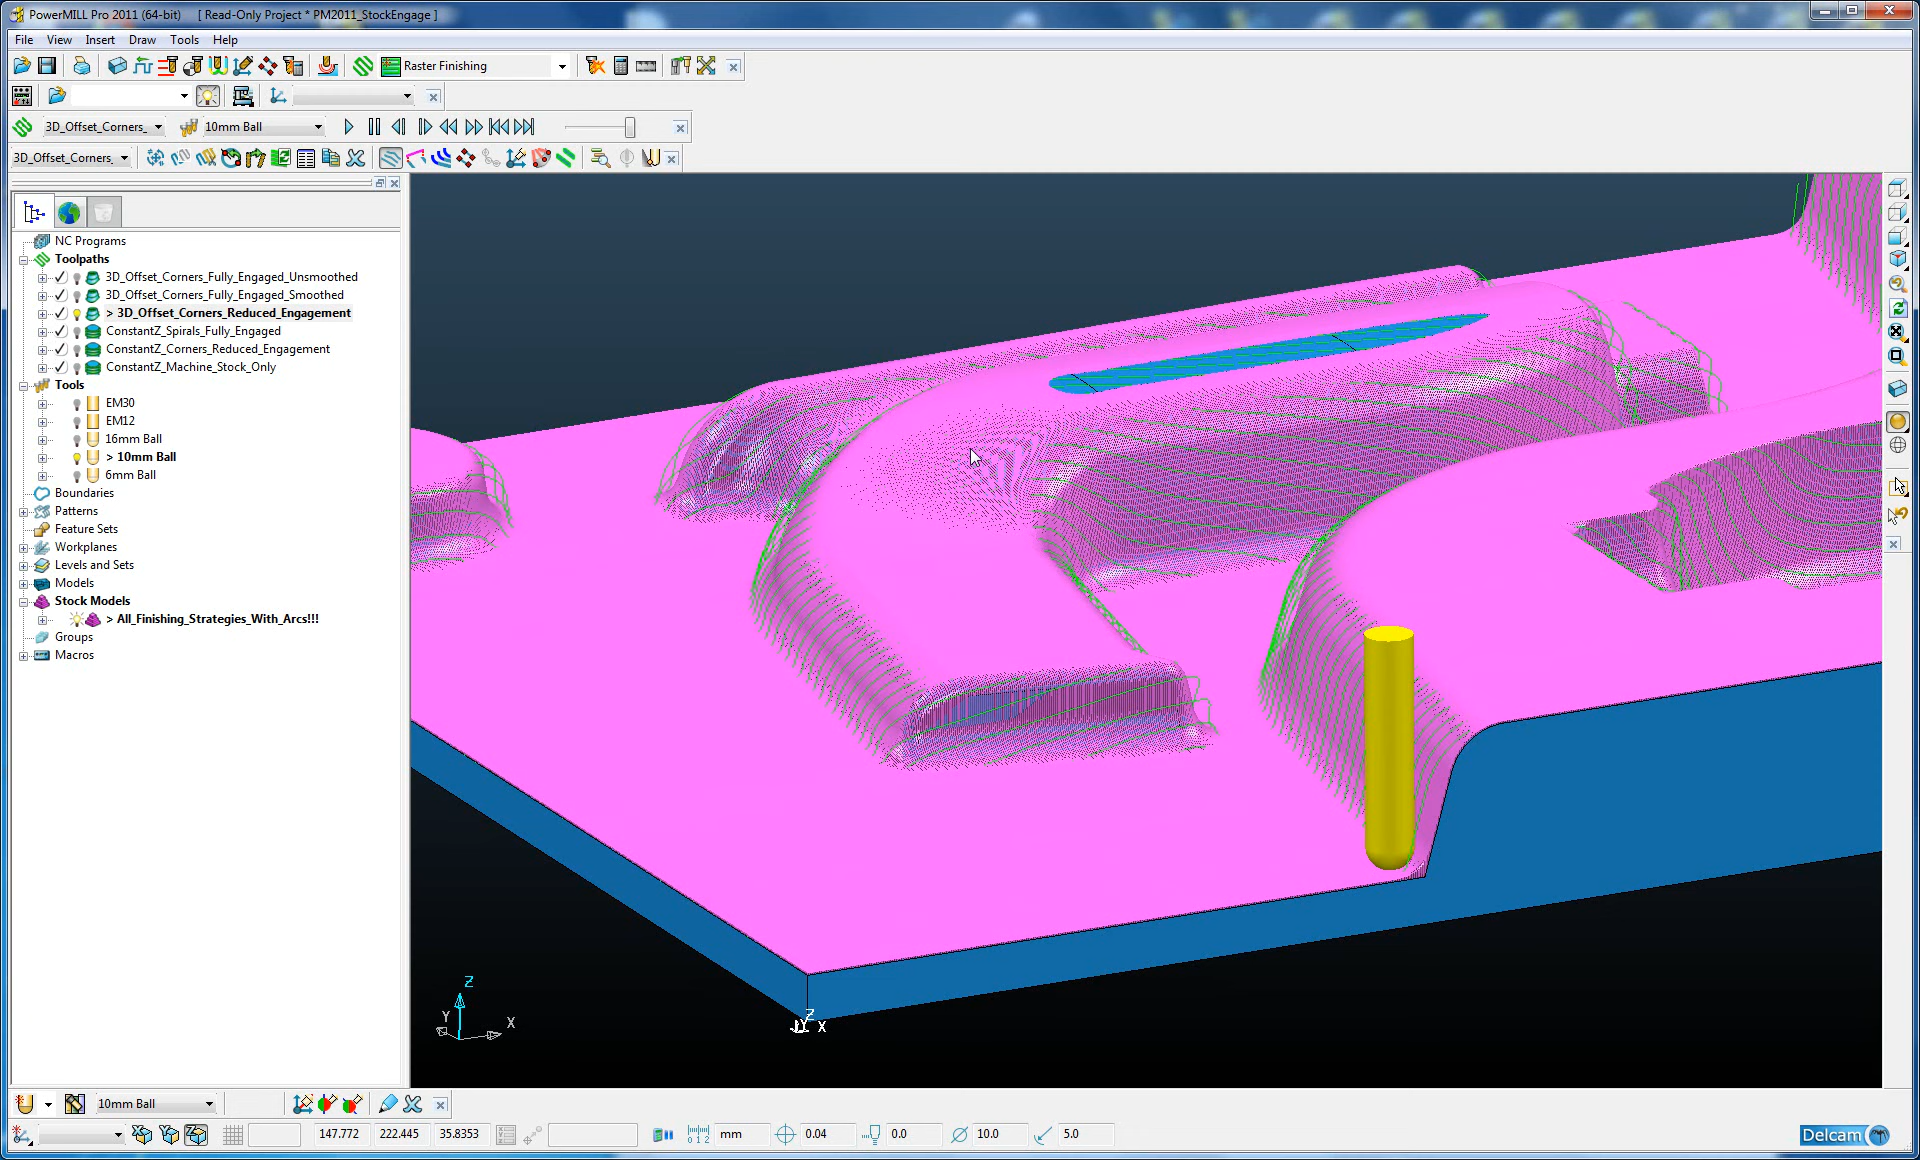 PowerMILL Pro 2011 (64-bit) [ Read-Only Project * PM2011_StockEngage ]
File View Insert Draw Tools Help
Raster Finishing
3D_Offset_Corners_ 10mm Ball
3D_Offset_Corners_
NC Programs
Toolpaths
3D_Offset_Corners_Fully_Engaged_Unsmoothed
3D_Offset_Corners_Fully_Engaged_Smoothed
> 3D_Offset_Corners_Reduced_Engagement
ConstantZ_Spirals_Fully_Engaged
ConstantZ_Corners_Reduced_Engagement
ConstantZ_Machine_Stock_Only
Tools
EM30
EM12
16mm Ball
> 10mm Ball
6mm Ball
Boundaries
Patterns
Feature Sets
Workplanes
Levels and Sets
Models
Stock Models
> All_Finishing_Strategies_With_Arcs!!!
Groups
Macros
Z
Y X
Z
Y X
10mm Ball
147.772 222.445 35.8353 mm 0.04 0.0 10.0 5.0
Delcam